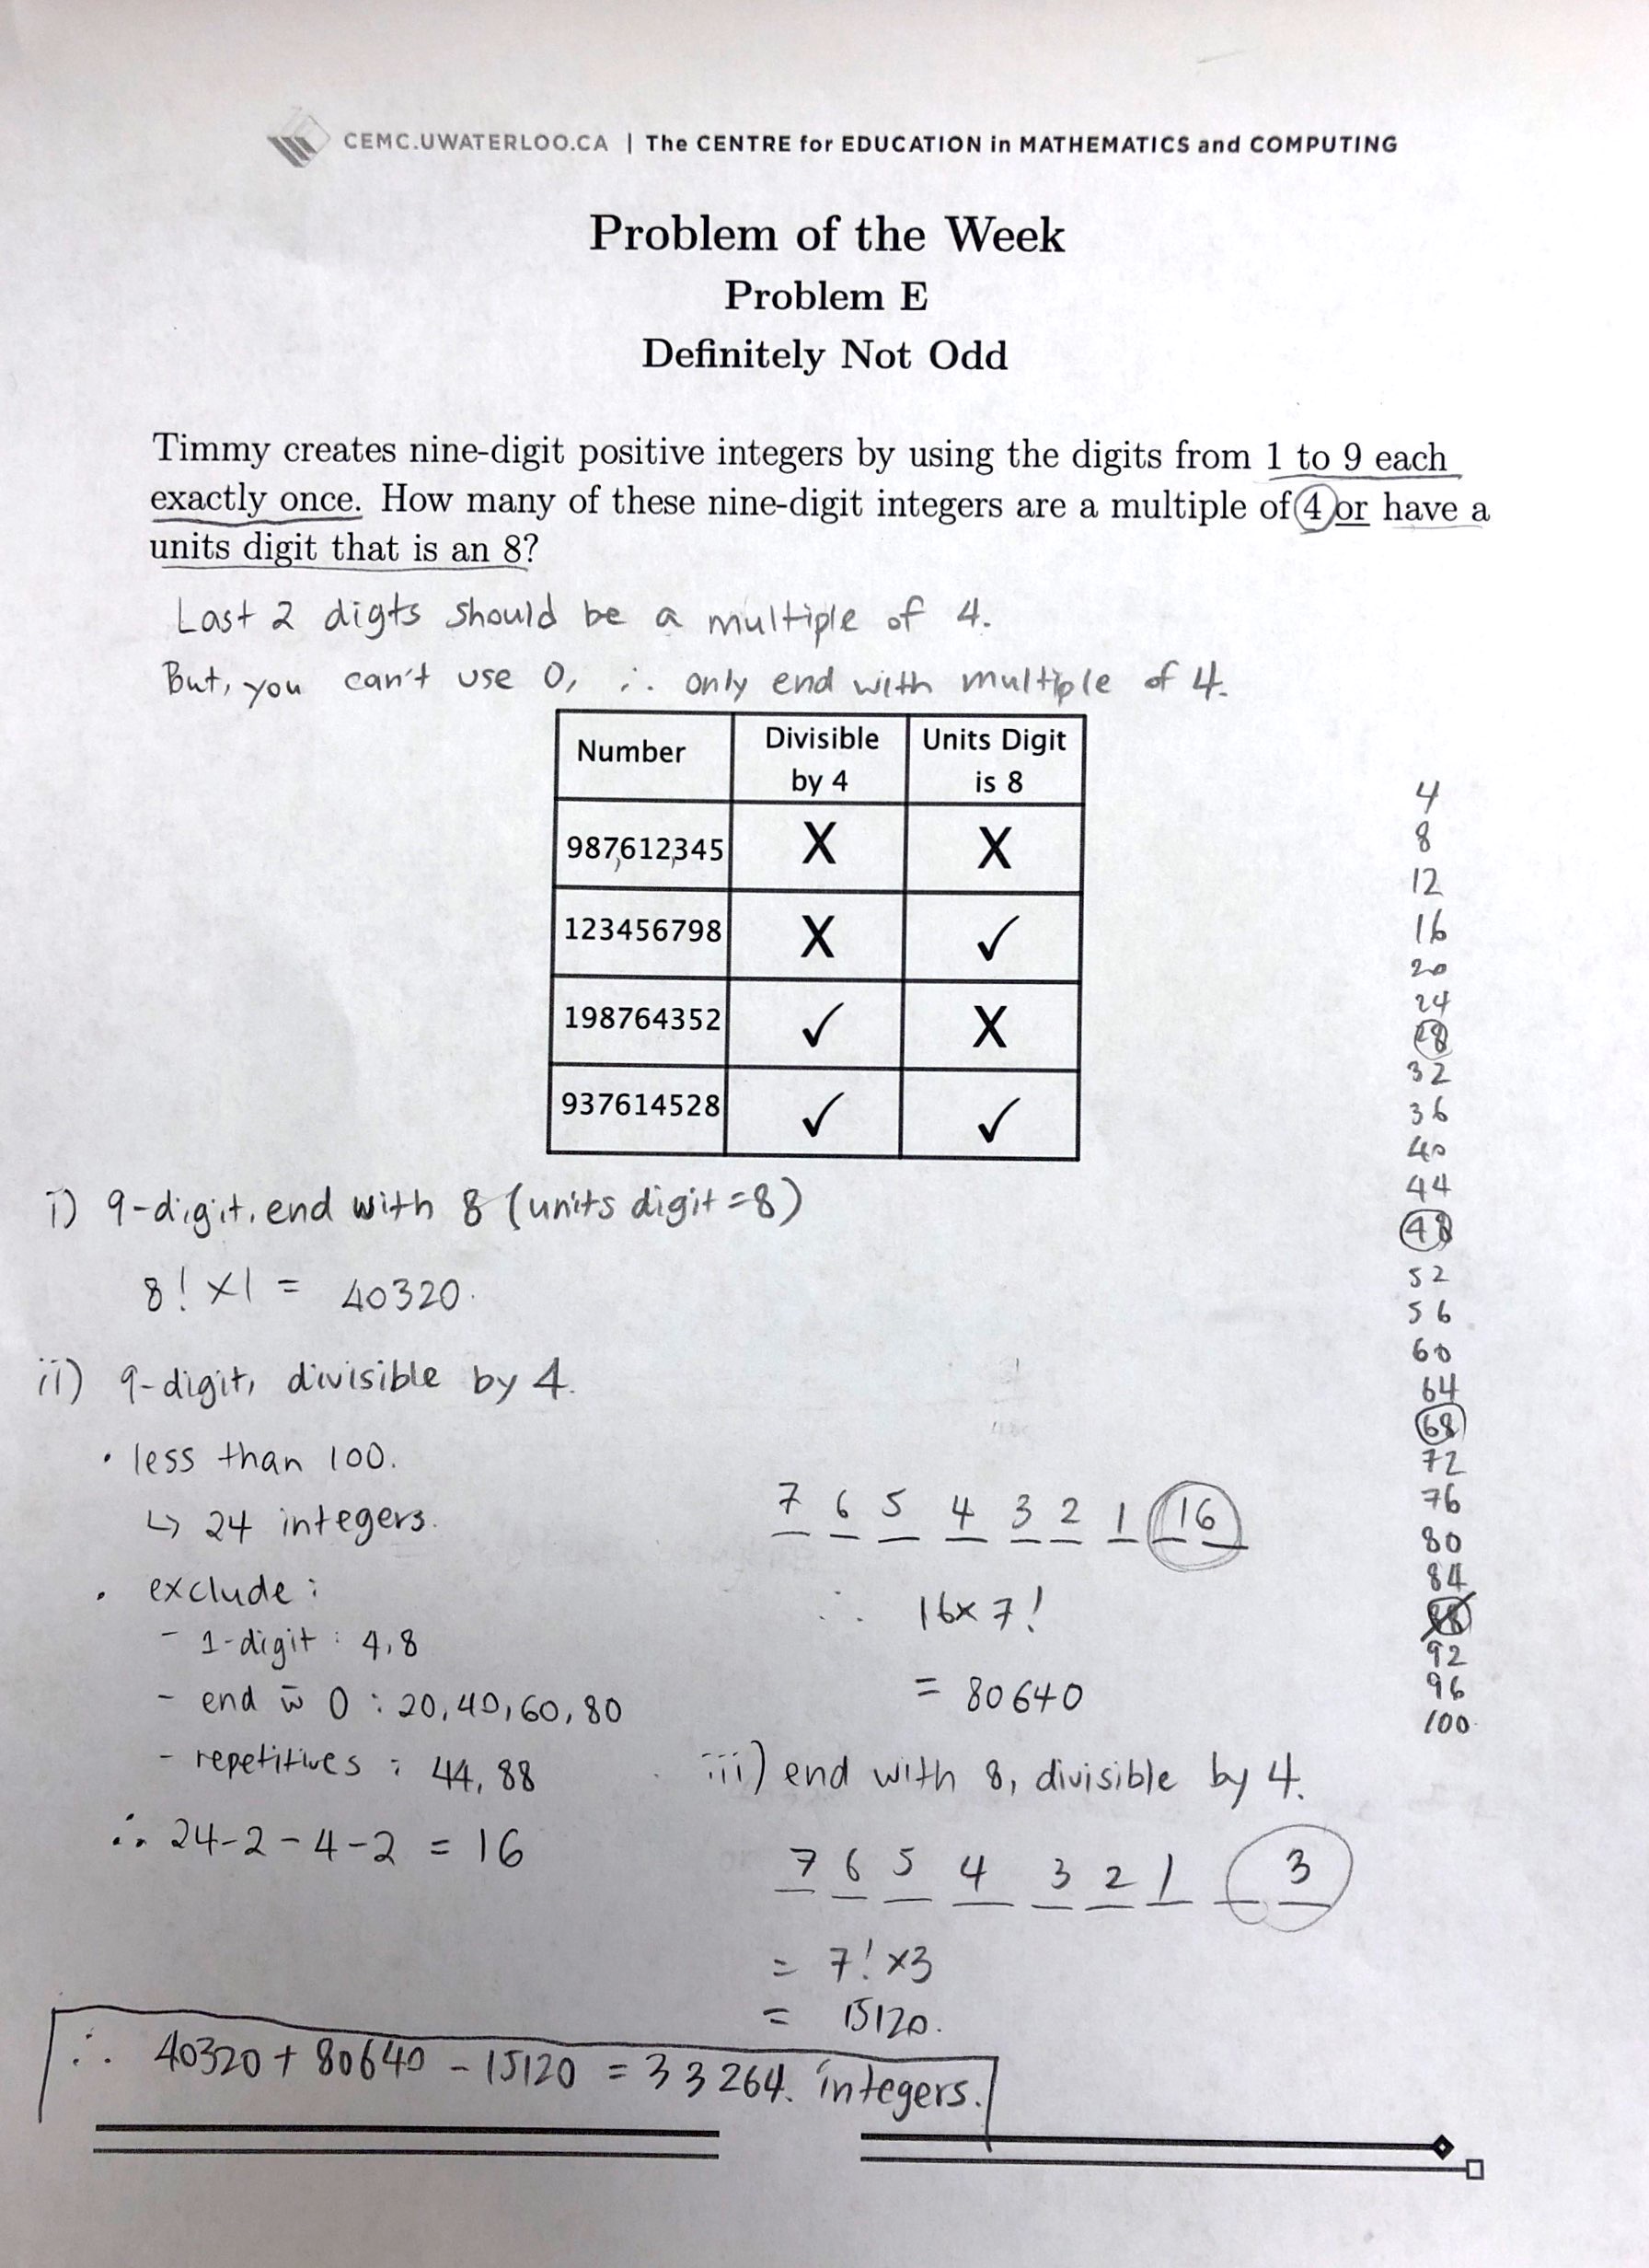 CEMC.UWATERLOO.CA | The CENTRE for EDUCATION in MATHEMATICS and COMPUTING
Problem of the Week
Problem E
Definitely Not Odd
Timmy creates nine-digit positive integers by using the digits from 1 to 9 each
exactly once. How many of these nine-digit integers are a multiple of 4 or have a
units digit that is an 8?
Last 2 digts should be a multiple of 4.
But, you can't use 0, ∴ only end with multiple of 4.
Number | Divisible by 4 | Units Digit is 8
987612345 | X | X
123456798 | X | ✓
198764352 | ✓ | X
937614528 | ✓ | ✓
4
8
12
16
20
24
28
32
36
40
44
48
52
56
60
64
68
72
76
80
84
88
92
96
100
i) 9-digit, end with 8 (units digit=8)
8! ×1 = 40320.
ii) 9-digit, divisible by 4.
• less than 100.
↳ 24 integers.
• exclude:
- 1-digit: 4,8
- end w̄ 0: 20,40,60,80
- repetitives: 44,88
∴ 24-2-4-2 = 16
7 6 5 4 3 2 1 16
∴ 16×7!
= 80640
iii) end with 8, divisible by 4.
7 6 5 4 3 2 1 3
= 7! ×3
= 15120.
∴ 40320 + 80640 - 15120 = 33264. integers.